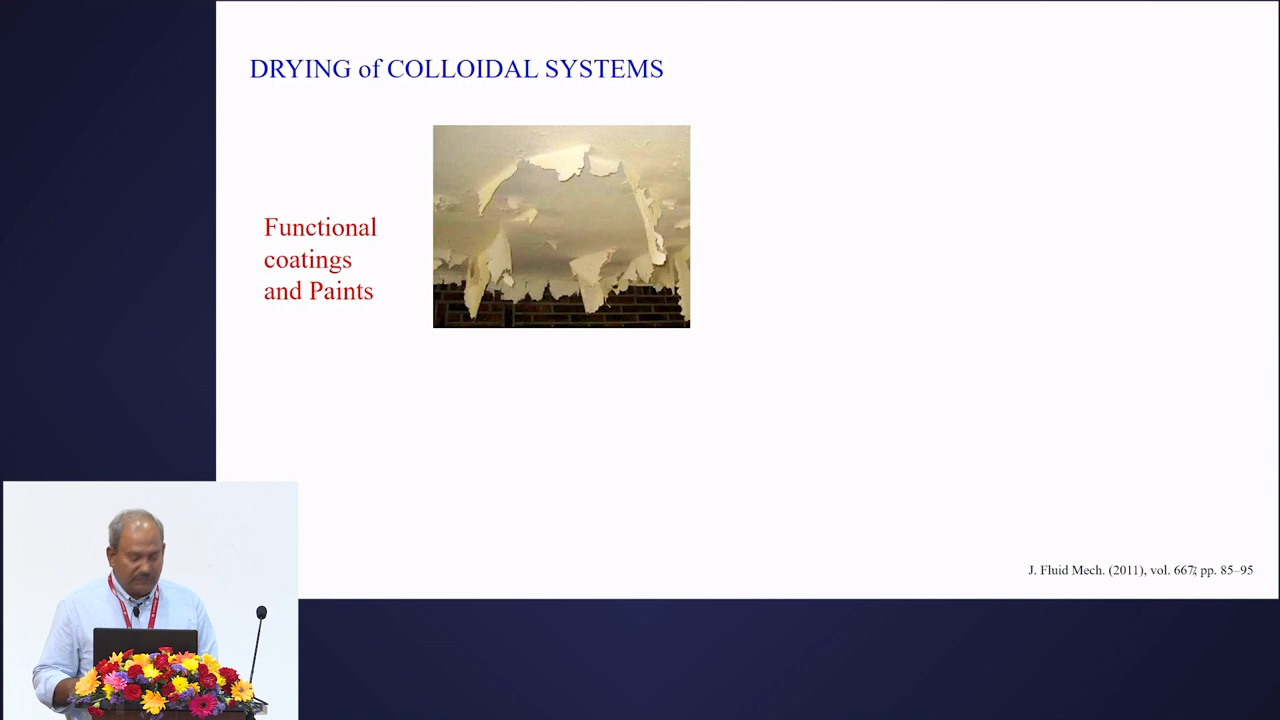 DRYING of COLLOIDAL SYSTEMS
Functional
coatings
and Paints
J. Fluid Mech. (2011), vol. 667, pp. 85–95